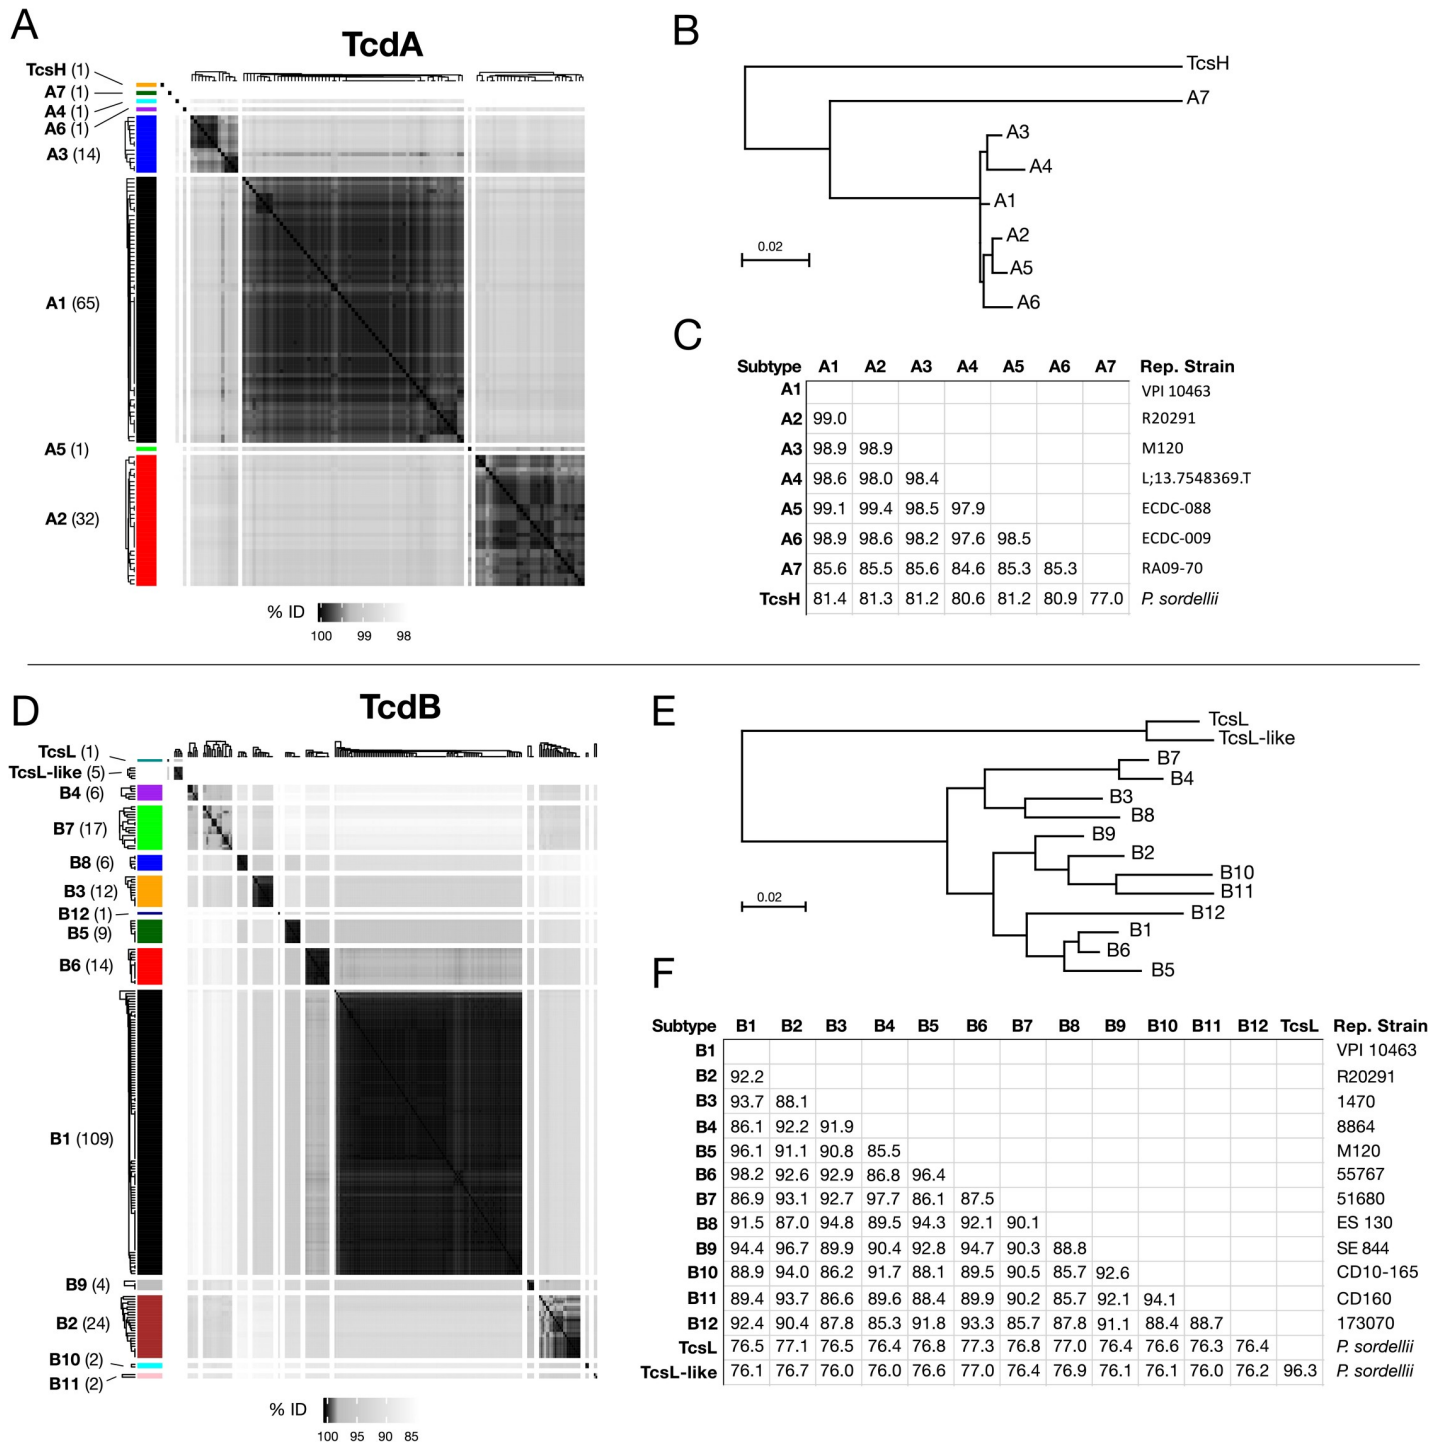 A
TcdA
TcsH (1)
A7 (1)
A4 (1)
A6 (1)
A3 (14)
A1 (65)
A5 (1)
A2 (32)
% ID
100 99 98
B
TcsH
A7
A3
A4
A1
A2
A5
A6
0.02
C
Subtype A1 A2 A3 A4 A5 A6 A7 Rep. Strain
A1 VPI 10463
A2 99.0 R20291
A3 98.9 98.9 M120
A4 98.6 98.0 98.4 L;13.7548369.T
A5 99.1 99.4 98.5 97.9 ECDC-088
A6 98.9 98.6 98.2 97.6 98.5 ECDC-009
A7 85.6 85.5 85.6 84.6 85.3 85.3 RA09-70
TcsH 81.4 81.3 81.2 80.6 81.2 80.9 77.0 P. sordellii
D
TcdB
TcsL (1)
TcsL-like (5)
B4 (6)
B7 (17)
B8 (6)
B3 (12)
B12 (1)
B5 (9)
B6 (14)
B1 (109)
B9 (4)
B2 (24)
B10 (2)
B11 (2)
% ID
100 95 90 85
E
TcsL
TcsL-like
B7
B4
B3
B8
B9
B2
B10
B11
B12
B1
B6
B5
0.02
F
Subtype B1 B2 B3 B4 B5 B6 B7 B8 B9 B10 B11 B12 TcsL Rep. Strain
B1 VPI 10463
B2 92.2 R20291
B3 93.7 88.1 1470
B4 86.1 92.2 91.9 8864
B5 96.1 91.1 90.8 85.5 M120
B6 98.2 92.6 92.9 86.8 96.4 55767
B7 86.9 93.1 92.7 97.7 86.1 87.5 51680
B8 91.5 87.0 94.8 89.5 94.3 92.1 90.1 ES 130
B9 94.4 96.7 89.9 90.4 92.8 94.7 90.3 88.8 SE 844
B10 88.9 94.0 86.2 91.7 88.1 89.5 90.5 85.7 92.6 CD10-165
B11 89.4 93.7 86.6 89.6 88.4 89.9 90.2 85.7 92.1 94.1 CD160
B12 92.4 90.4 87.8 85.3 91.8 93.3 85.7 87.8 91.1 88.4 88.7 173070
TcsL 76.5 77.1 76.5 76.4 76.8 77.3 76.8 77.0 76.4 76.6 76.3 76.4 P. sordellii
TcsL-like 76.1 76.7 76.0 76.0 76.6 77.0 76.4 76.9 76.1 76.1 76.0 76.2 96.3 P. sordellii